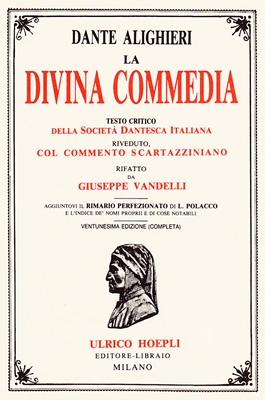 DANTE ALIGHIERI
LA
DIVINA COMMEDIA
TESTO CRITICO
DELLA SOCIETÀ DANTESCA ITALIANA
RIVEDUTO,
COL COMMENTO SCARTAZZINIANO
RIFATTO
DA
GIUSEPPE VANDELLI
AGGIUNTOVI IL RIMARIO PERFEZIONATO DI L. POLACCO
E L'INDICE DE' NOMI PROPRII E DI COSE NOTABILI
VENTUNESIMA EDIZIONE (COMPLETA)
ULRICO HOEPLI
EDITORE-LIBRAIO
MILANO